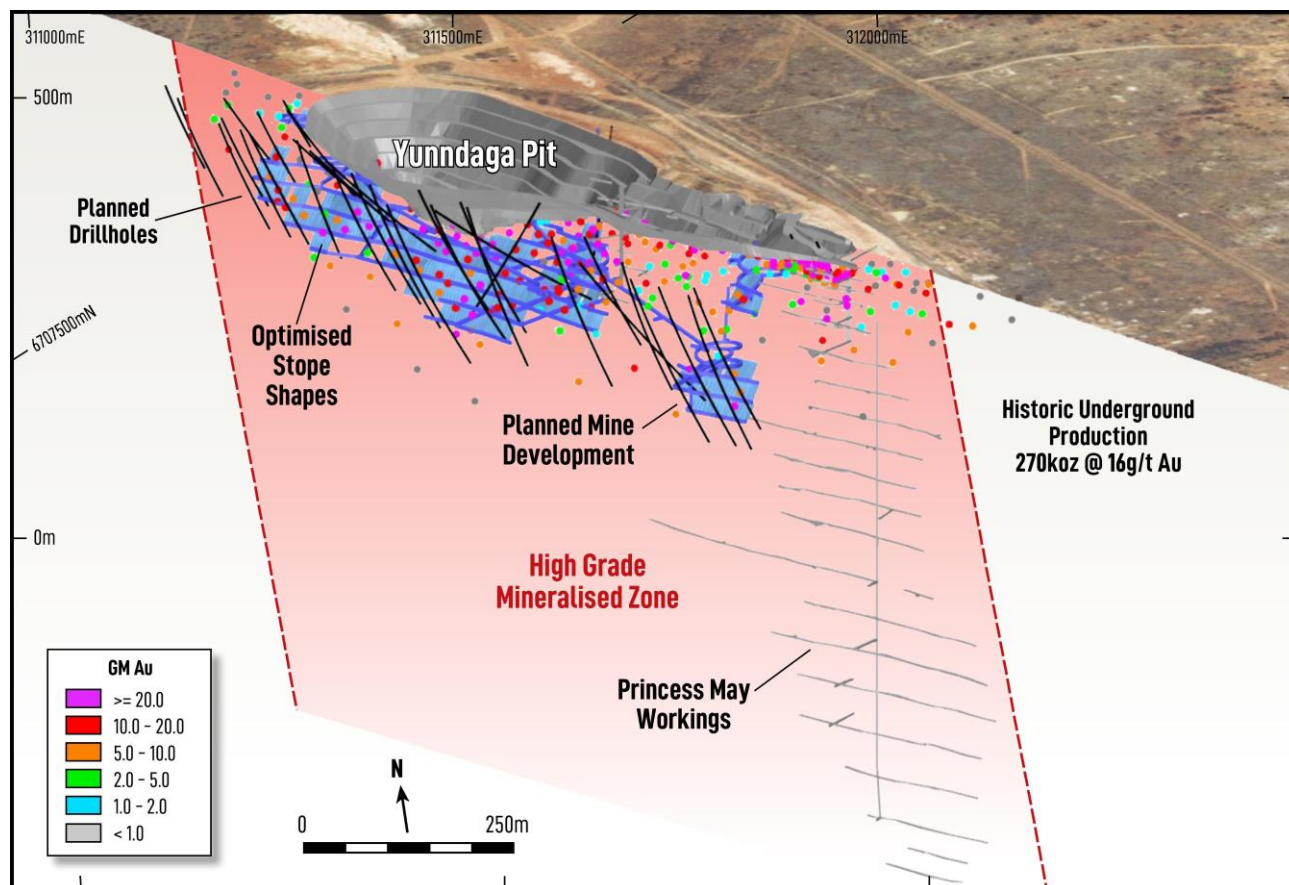 311000mE
311500mE
312000mE
500m
Yunndaga Pit
Planned
Drillholes
6707500mN
Optimised
Stope
Shapes
Planned Mine
Development
Historic Underground
Production
270koz @ 16g/t Au
0m
High Grade
Mineralised Zone
Princess May
Workings
GM Au
>= 20.0
10.0 - 20.0
5.0 - 10.0
2.0 - 5.0
1.0 - 2.0
< 1.0
N
0
250m